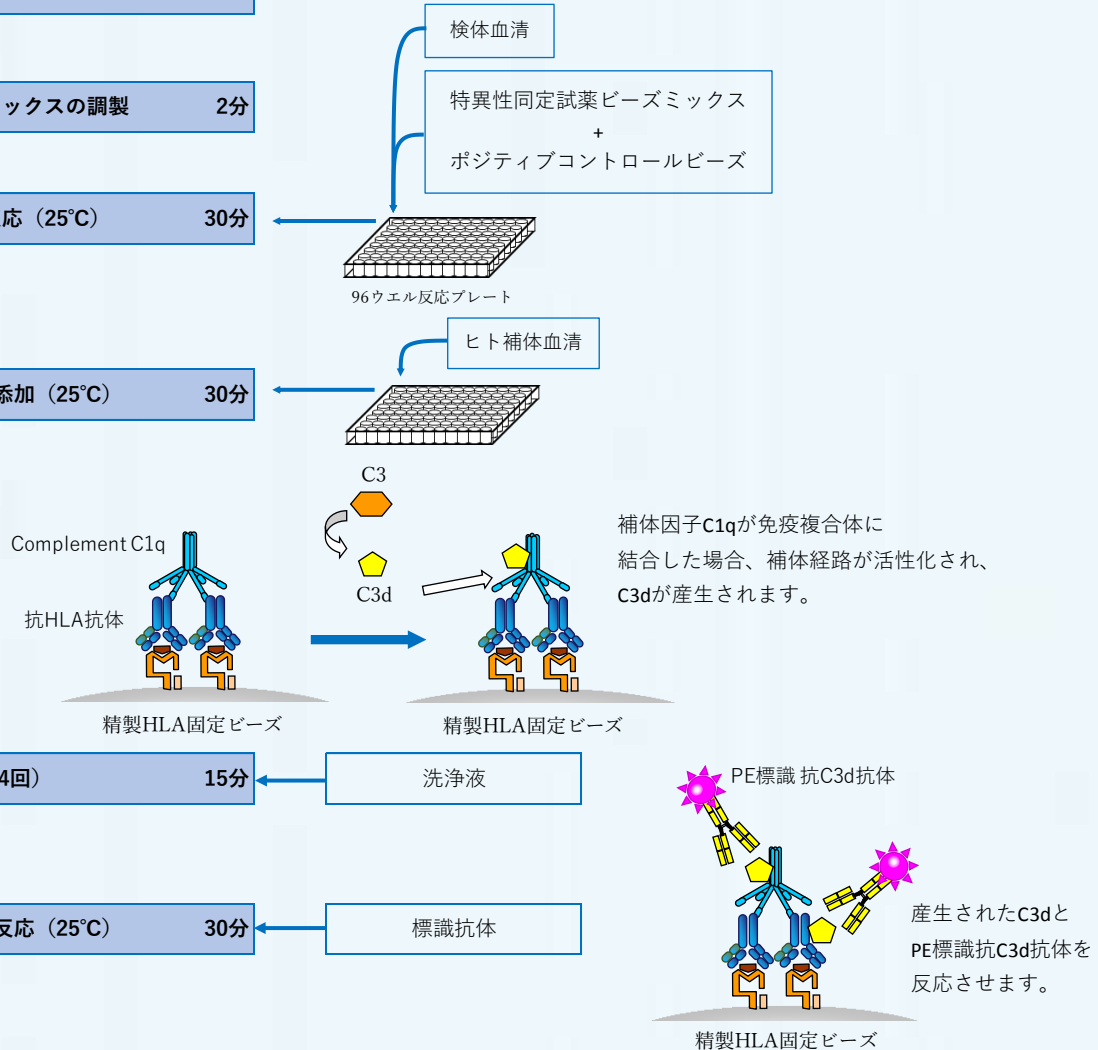 検体血清
ックスの調製 2分
特異性同定試薬ビーズミックス
+
ポジティブコントロールビーズ
応（25℃） 30分
96ウエル反応プレート
ヒト補体血清
添加（25℃） 30分
C3
C3d
Complement C1q
抗HLA抗体
補体因子C1qが免疫複合体に
結合した場合、補体経路が活性化され、
C3dが産生されます。
精製HLA固定ビーズ
精製HLA固定ビーズ
4回） 15分
洗浄液
PE標識 抗C3d抗体
反応（25℃） 30分
標識抗体
産生されたC3dと
PE標識抗C3d抗体を
反応させます。
精製HLA固定ビーズ